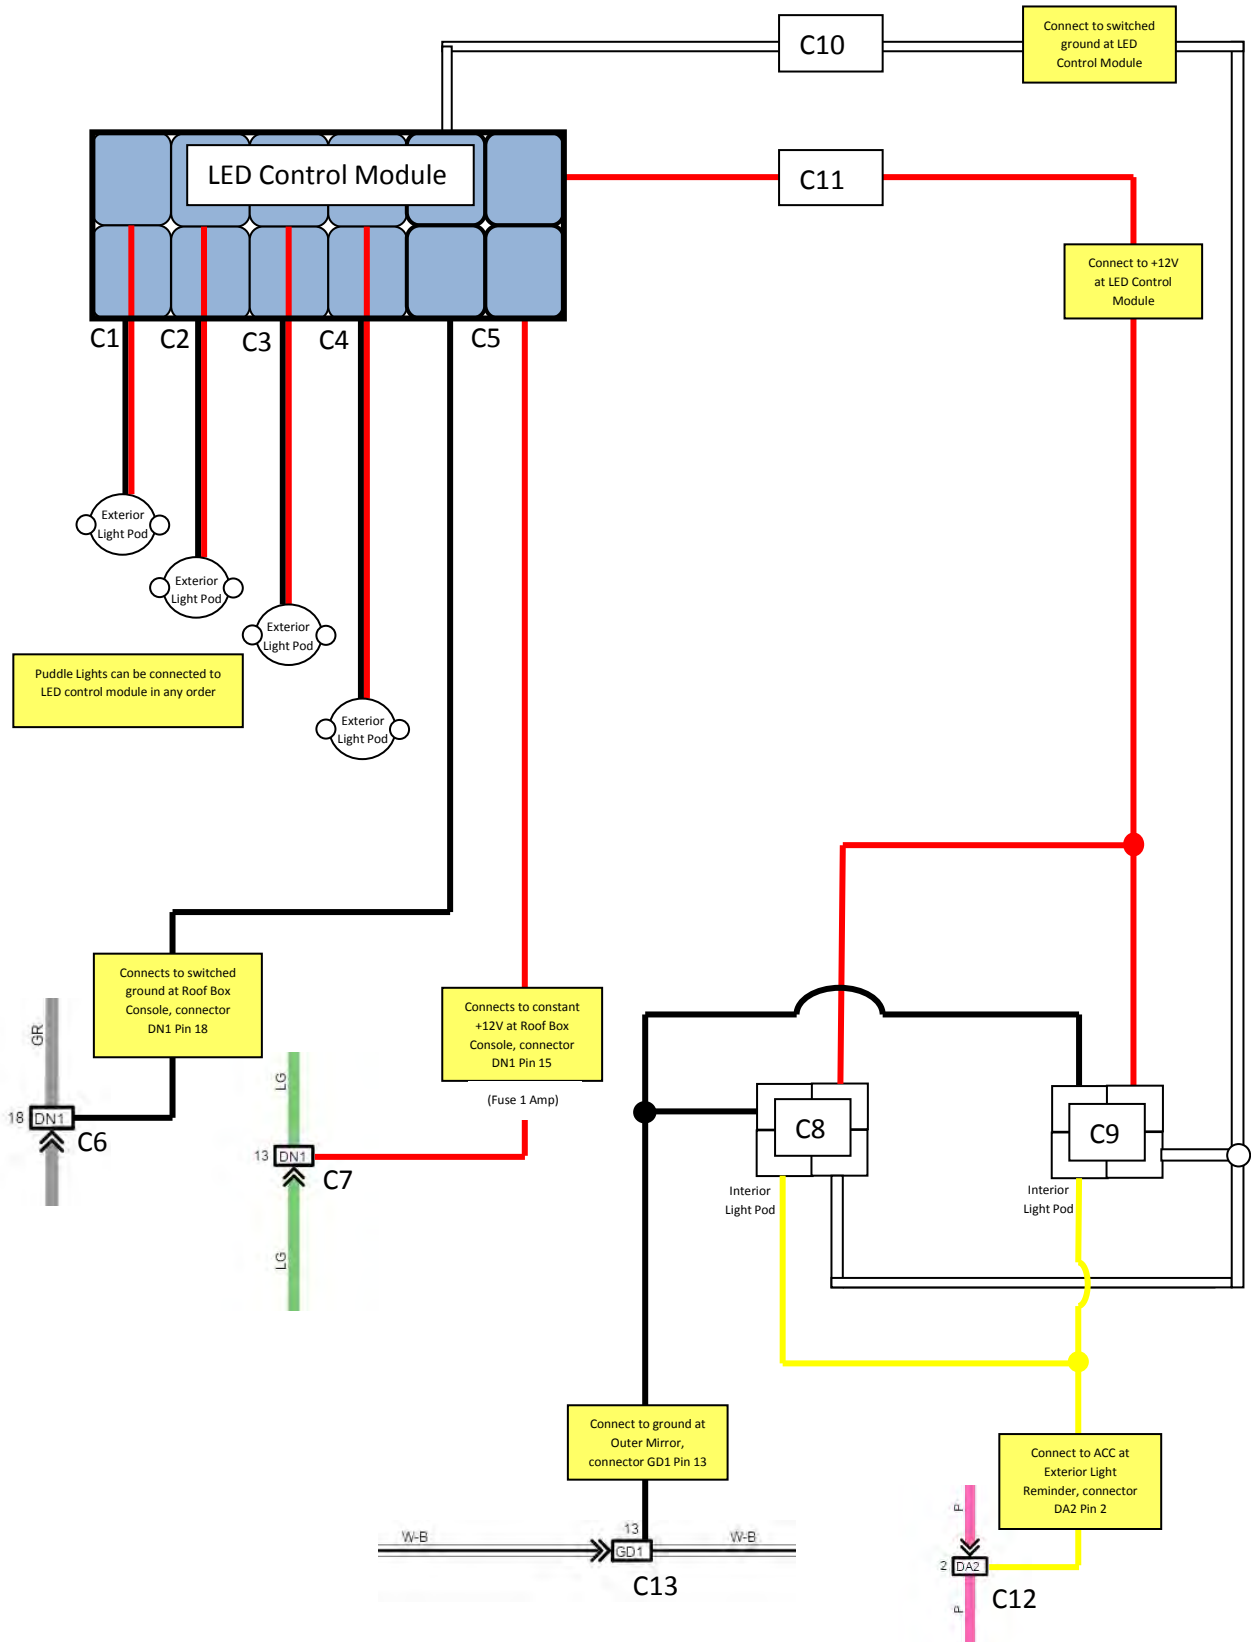 C10
Connect to switched
ground at LED
Control Module
LED Control Module
C11
Connect to +12V
at LED Control
Module
C1
C2
C3
C4
C5
Exterior
Light Pod
Exterior
Light Pod
Exterior
Light Pod
Exterior
Light Pod
Puddle Lights can be connected to
LED control module in any order
Connects to switched
ground at Roof Box
Console, connector
DN1 Pin 18
Connects to constant
+12V at Roof Box
Console, connector
DN1 Pin 15
(Fuse 1 Amp)
GR
18 DN1
C6
LG
13 DN1
C7
LG
C8
C9
Interior
Light Pod
Interior
Light Pod
Connect to ground at
Outer Mirror,
connector GD1 Pin 13
Connect to ACC at
Exterior Light
Reminder, connector
DA2 Pin 2
W-B
13
GD1
W-B
C13
P
2 DA2
C12
P